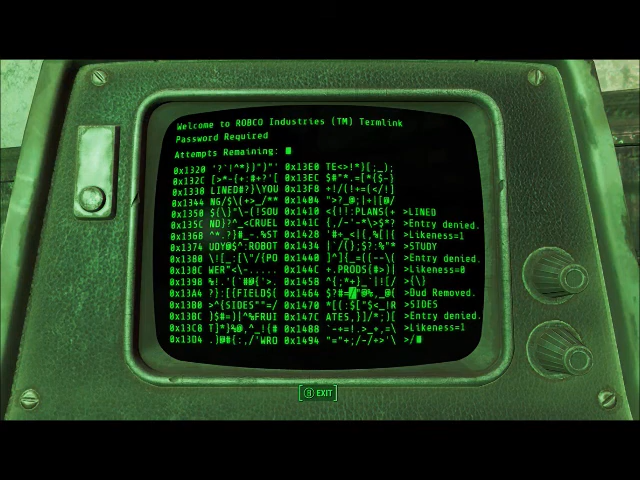 Welcome to ROBCO Industries (TM) Termlink
Password Required
Attempts Remaining: ■
0x1320 '?`|^*})")"' 0x13E0 TE<>!*)[:_);
0x132C [>*-{+:#+?'[ 0x13EC $#"*.=[*($-}
0x1338 LINED#?}\YOU 0x13F8 +!/(!+=(</!]
0x1344 NG/$\(+>_/** 0x1404 ">?_@;|+|[@/
0x1350 $(\}"\-(!SOU 0x1410 <{!!:PLANS(+ >LINED
0x135C ND}?^_<CRUEL 0x141C {,/-'-*\>$*? >Entry denied.
0x1368 ^*.?}#_-.%ST 0x1428 '#+_<|(,%[|{ >Likeness=1
0x1374 UDY@$^:ROBOT 0x1434 |`/();$?:%"* >STUDY
0x1380 \![_:[\"/{PO 0x1440 ]^]{_=((--(\ >Entry denied.
0x138C WER"<\-..... 0x144C +.PRODS(#>)| >Likeness=0
0x1398 %!.'(`##@{'>. 0x1458 ^{;*+}_`|![/ >{\}
0x13A4 ?}:[{FIELD${ 0x1464 $?#=/"@%,_@{ >Dud Removed.
0x13B0 >^{SIDES""=/ 0x1470 *[(:$["$<_!R >SIDES
0x13BC )$#=)|^%FRUI 0x147C ATES,}]/*;)[ >Entry denied.
0x13C8 T]*}%@,^_!{# 0x1488 `-+=!.>_+,=\ >Likeness=1
0x13D4 .)@#{:,/'WRO 0x1494 "="+;/-/+>'\ >/■
EXIT